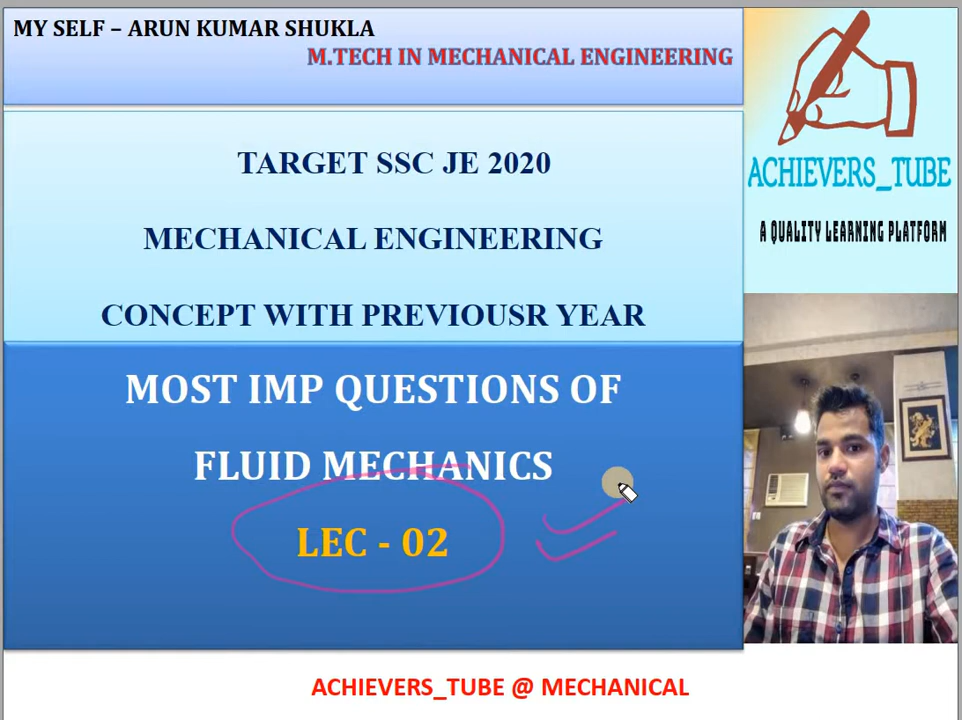 MY SELF – ARUN KUMAR SHUKLA
M.TECH IN MECHANICAL ENGINEERING
TARGET SSC JE 2020
MECHANICAL ENGINEERING
CONCEPT WITH PREVIOUSR YEAR
MOST IMP QUESTIONS OF
FLUID MECHANICS
LEC - 02
ACHIEVERS_TUBE
A QUALITY LEARNING PLATFORM
ACHIEVERS_TUBE @ MECHANICAL